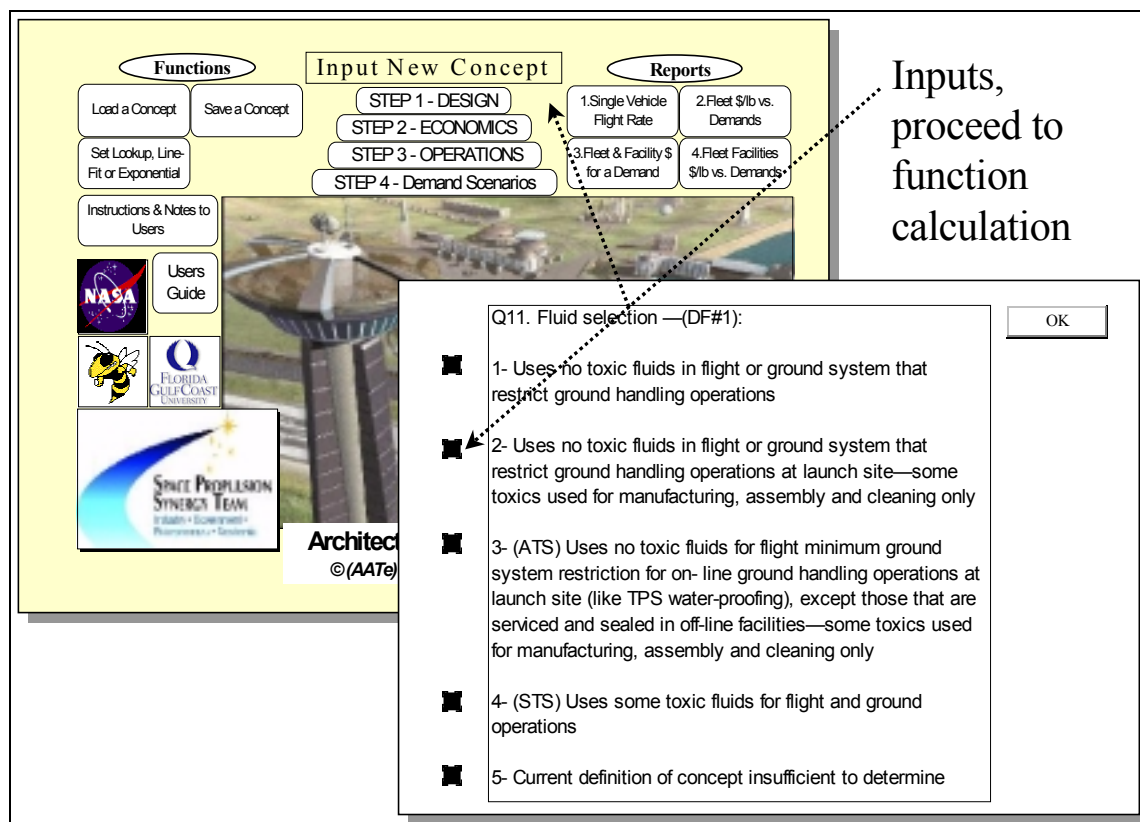 Functions
Input New Concept
Reports
Load a Concept
Save a Concept
Set Lookup, Line-
Fit or Exponential
Instructions & Notes to
Users
Users
Guide
STEP 1 - DESIGN
STEP 2 - ECONOMICS
STEP 3 - OPERATIONS
STEP 4 - Demand Scenarios
1.Single Vehicle
Flight Rate
2.Fleet $/lb vs.
Demands
3.Fleet & Facility $
for a Demand
4.Fleet Facilities
$/lb vs. Demands
Inputs,
proceed to
function
calculation
NASA
FLORIDA
GULF COAST
UNIVERSITY
SPACE PROPULSION
SYNERGY TEAM
Industry • Government •
Architect
© (AATe)
Q11. Fluid selection —(DF#1):
OK
1- Uses no toxic fluids in flight or ground system that
restrict ground handling operations
2- Uses no toxic fluids in flight or ground system that
restrict ground handling operations at launch site—some
toxics used for manufacturing, assembly and cleaning only
3- (ATS) Uses no toxic fluids for flight minimum ground
system restriction for on- line ground handling operations at
launch site (like TPS water-proofing), except those that are
serviced and sealed in off-line facilities—some toxics used
for manufacturing, assembly and cleaning only
4- (STS) Uses some toxic fluids for flight and ground
operations
5- Current definition of concept insufficient to determine